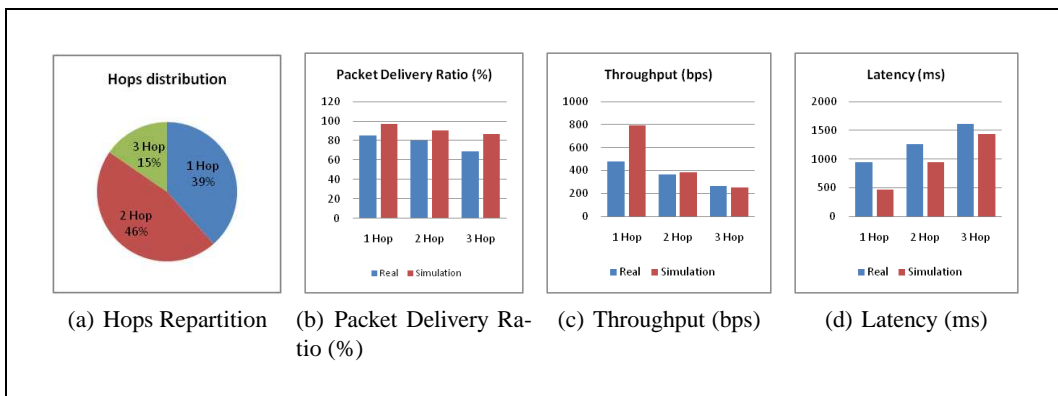 Hops distribution
3 Hop
15%
1 Hop
39%
2 Hop
46%
(a) Hops Repartition
Packet Delivery Ratio (%)
120
100
80
60
40
20
0
1 Hop 2 Hop 3 Hop
Real Simulation
(b) Packet Delivery Ra-
tio (%)
Throughput (bps)
1000
800
600
400
200
0
1 Hop 2 Hop 3 Hop
Real Simulation
(c) Throughput (bps)
Latency (ms)
2000
1500
1000
500
0
1 Hop 2 Hop 3 Hop
Real Simulation
(d) Latency (ms)